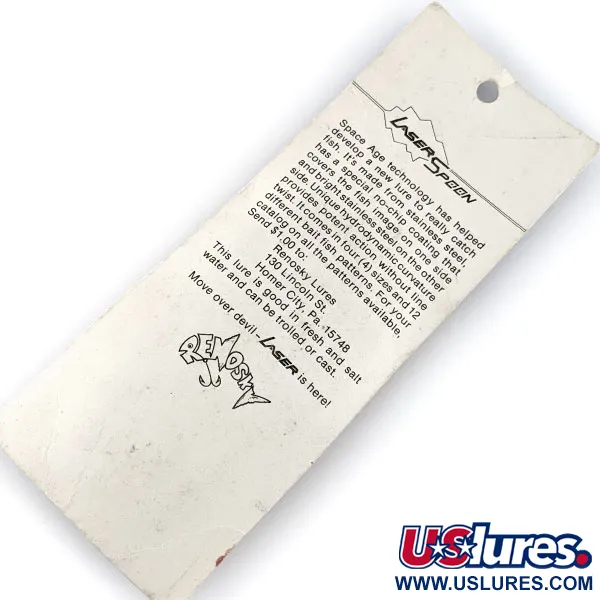 LASER SPOON
Space Age technology has helped
develop a new lure to really catch
fish. It's made from stainless steel,
has a special no-chip coating that
covers the fish image on one side
and bright stainless steel on the other
side. Unique hydrodynamic curvature
provides potent action without line
twist. It comes in four (4) sizes and 12
different bait fish patterns. For your
catalog on all the patterns available,
Send $1.00 to:
Renosky Lures
130 Lincoln St.
Homer City, Pa. 15748
This lure is good in fresh and salt
water and can be trolled or cast.
Move over devil - LASER is here!
RENOSKY
USlures.
WWW.USLURES.COM